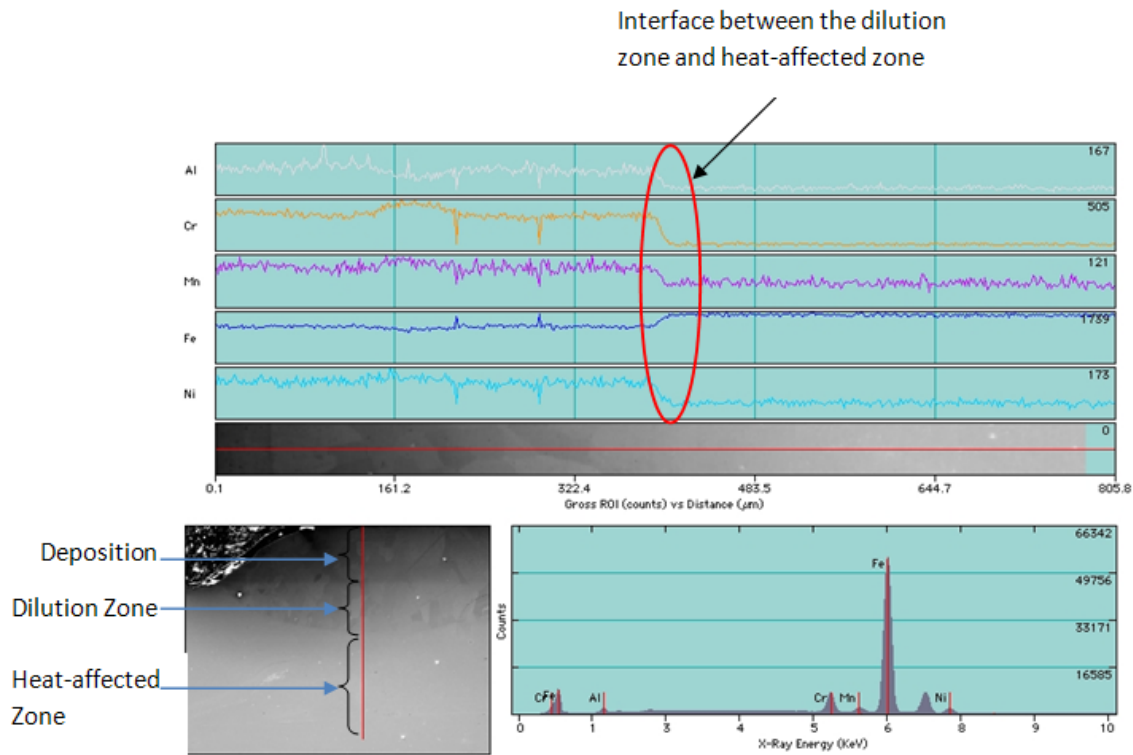 Interface between the dilution
zone and heat-affected zone
Al
167
Cr
505
Mn
121
Fe
1759
Ni
173
0
0.1 161.2 322.4 483.5 644.7 805.8
Gross ROI (counts) vs Distance (μm)
Deposition
Dilution Zone
Heat-affected
Zone
66342
49756
33171
16585
Counts
Fe
Fe
Al
Cr
Mn
Ni
0 1 2 3 4 5 6 7 8 9 10
X-Ray Energy (KeV)